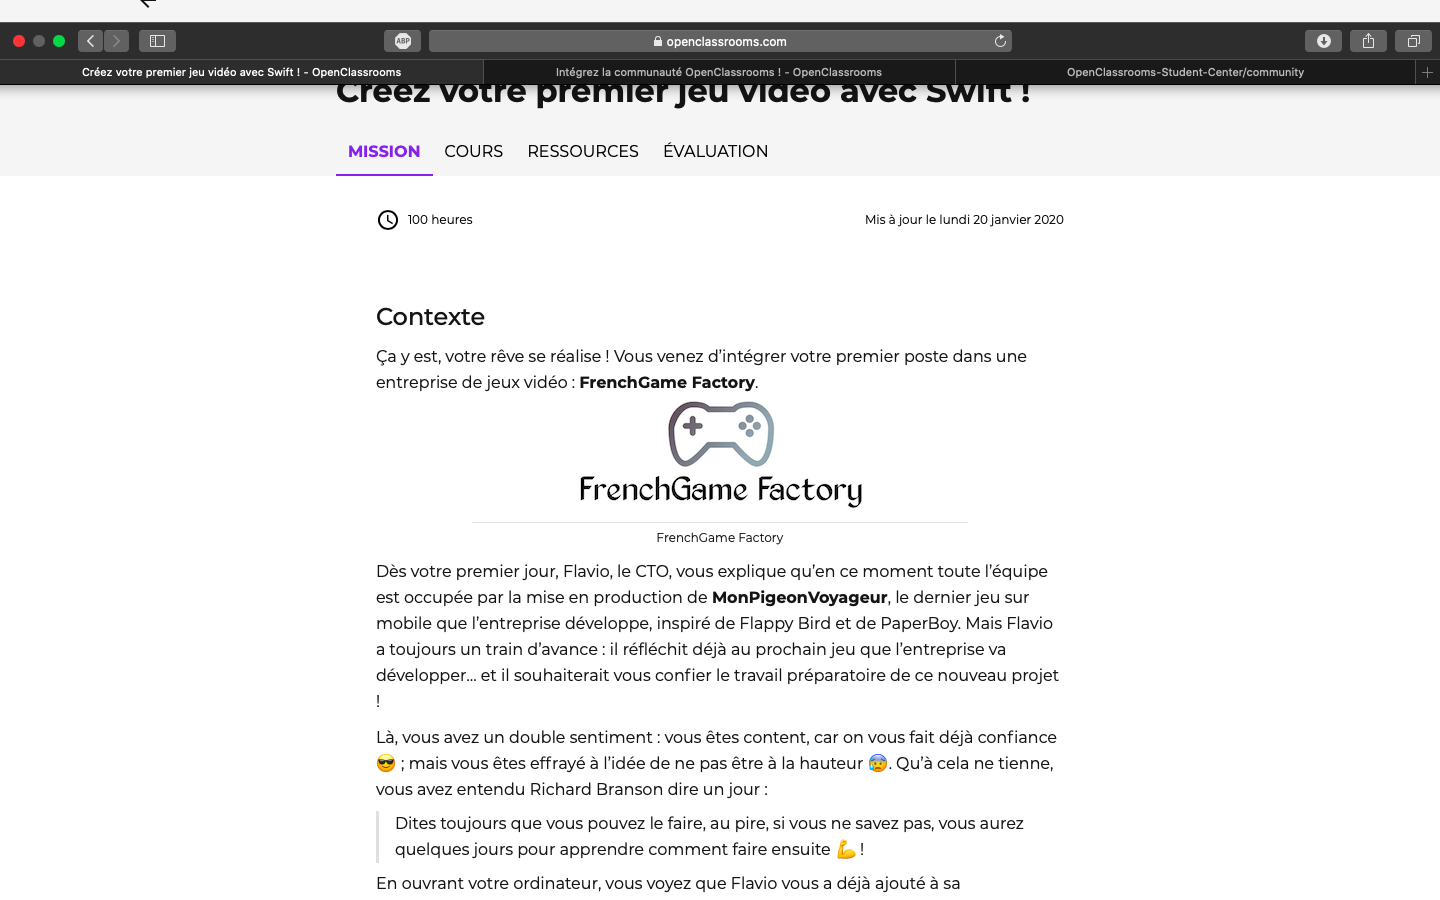 ABP
openclassrooms.com
Créez votre premier jeu vidéo avec Swift ! - OpenClassrooms
Intégrez la communauté OpenClassrooms ! - OpenClassrooms
OpenClassrooms-Student-Center/community
Créez votre premier jeu vidéo avec Swift !
MISSION
COURS
RESSOURCES
ÉVALUATION
100 heures
Mis à jour le lundi 20 janvier 2020
Contexte
Ça y est, votre rêve se réalise ! Vous venez d’intégrer votre premier poste dans une
entreprise de jeux vidéo : FrenchGame Factory.
FrenchGame Factory
FrenchGame Factory
Dès votre premier jour, Flavio, le CTO, vous explique qu’en ce moment toute l’équipe
est occupée par la mise en production de MonPigeonVoyageur, le dernier jeu sur
mobile que l’entreprise développe, inspiré de Flappy Bird et de PaperBoy. Mais Flavio
a toujours un train d’avance : il réfléchit déjà au prochain jeu que l’entreprise va
développer... et il souhaiterait vous confier le travail préparatoire de ce nouveau projet
!
Là, vous avez un double sentiment : vous êtes content, car on vous fait déjà confiance
😎 ; mais vous êtes effrayé à l’idée de ne pas être à la hauteur 😰. Qu’à cela ne tienne,
vous avez entendu Richard Branson dire un jour :
Dites toujours que vous pouvez le faire, au pire, si vous ne savez pas, vous aurez
quelques jours pour apprendre comment faire ensuite 💪 !
En ouvrant votre ordinateur, vous voyez que Flavio vous a déjà ajouté à sa